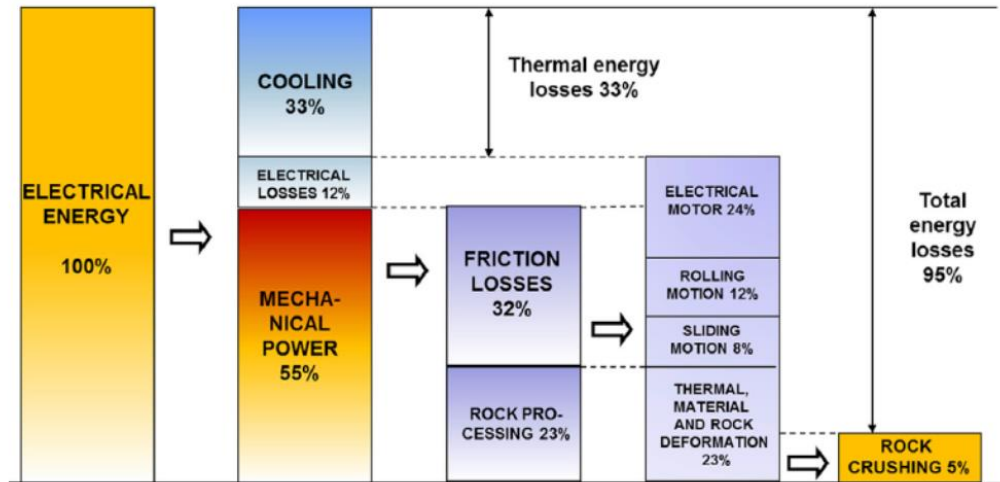 ELECTRICAL
ENERGY
100%
COOLING
33%
ELECTRICAL
LOSSES 12%
MECHA-
NICAL
POWER
55%
FRICTION
LOSSES
32%
ROCK PRO-
CESSING 23%
Thermal energy
losses 33%
ELECTRICAL
MOTOR 24%
ROLLING
MOTION 12%
SLIDING
MOTION 8%
THERMAL,
MATERIAL
AND ROCK
DEFORMATION
23%
Total
energy
losses
95%
ROCK
CRUSHING 5%